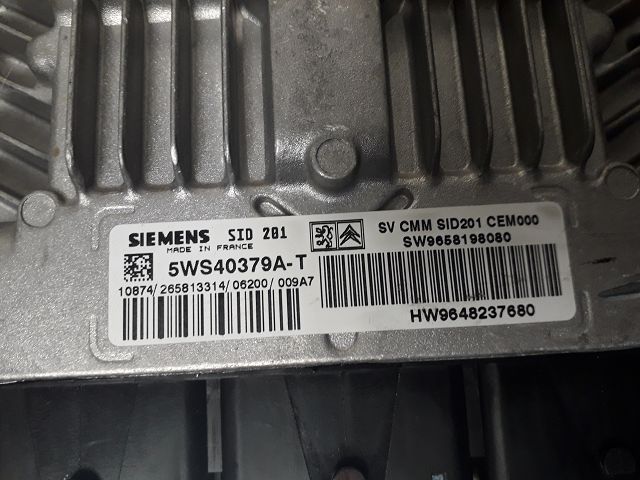 SIEMENS SID 201
MADE IN FRANCE
5WS40379A-T
10874/265813314/06200/009A7
SV CMM SID201 CEM000
SW9658198080
HW9648237680